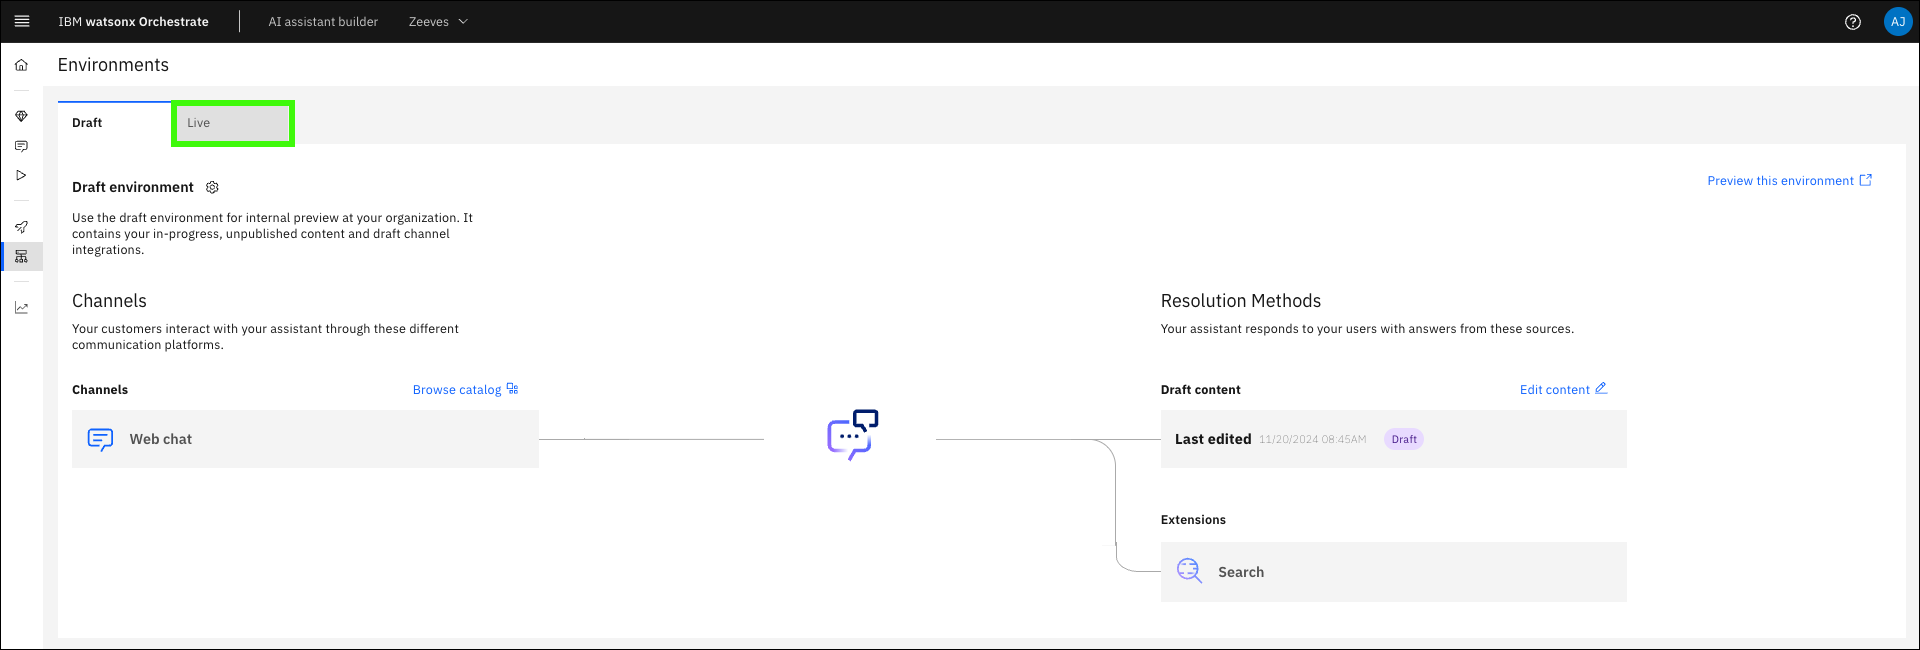 IBM watsonx Orchestrate
AI assistant builder
Zeeves
AJ
Environments
Draft
Live
Draft environment
Preview this environment
Use the draft environment for internal preview at your organization. It
contains your in-progress, unpublished content and draft channel
integrations.
Channels
Your customers interact with your assistant through these different
communication platforms.
Resolution Methods
Your assistant responds to your users with answers from these sources.
Channels
Browse catalog
Web chat
Draft content
Edit content
Last edited 11/20/2024 08:45AM Draft
Extensions
Search